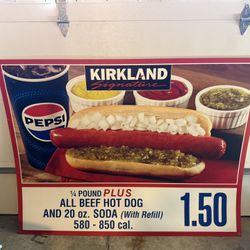 PEPSI
KIRKLAND
Signature
¼ POUND PLUS
ALL BEEF HOT DOG
AND 20 oz. SODA (With Refill)
580 - 850 cal.
1.50